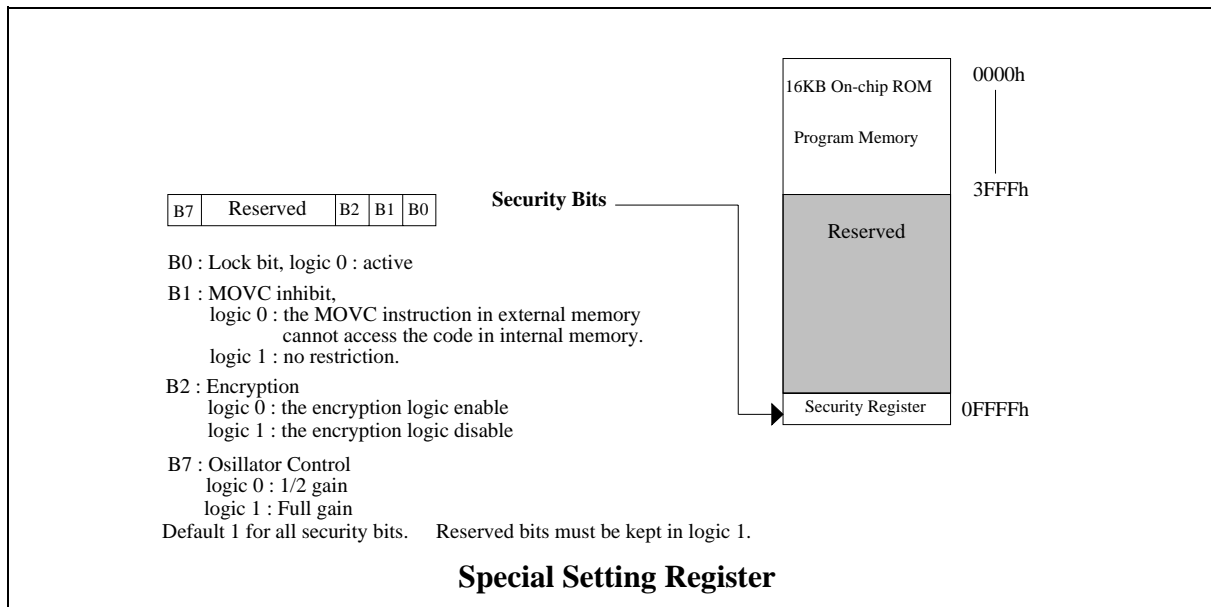 16KB On-chip ROM
Program Memory
0000h
3FFFh
B7 Reserved B2 B1 B0
Security Bits
Reserved
Security Register
0FFFFh
B0 : Lock bit, logic 0 : active
B1 : MOVC inhibit,
logic 0 : the MOVC instruction in external memory
cannot access the code in internal memory.
logic 1 : no restriction.
B2 : Encryption
logic 0 : the encryption logic enable
logic 1 : the encryption logic disable
B7 : Osillator Control
logic 0 : 1/2 gain
logic 1 : Full gain
Default 1 for all security bits. Reserved bits must be kept in logic 1.
Special Setting Register